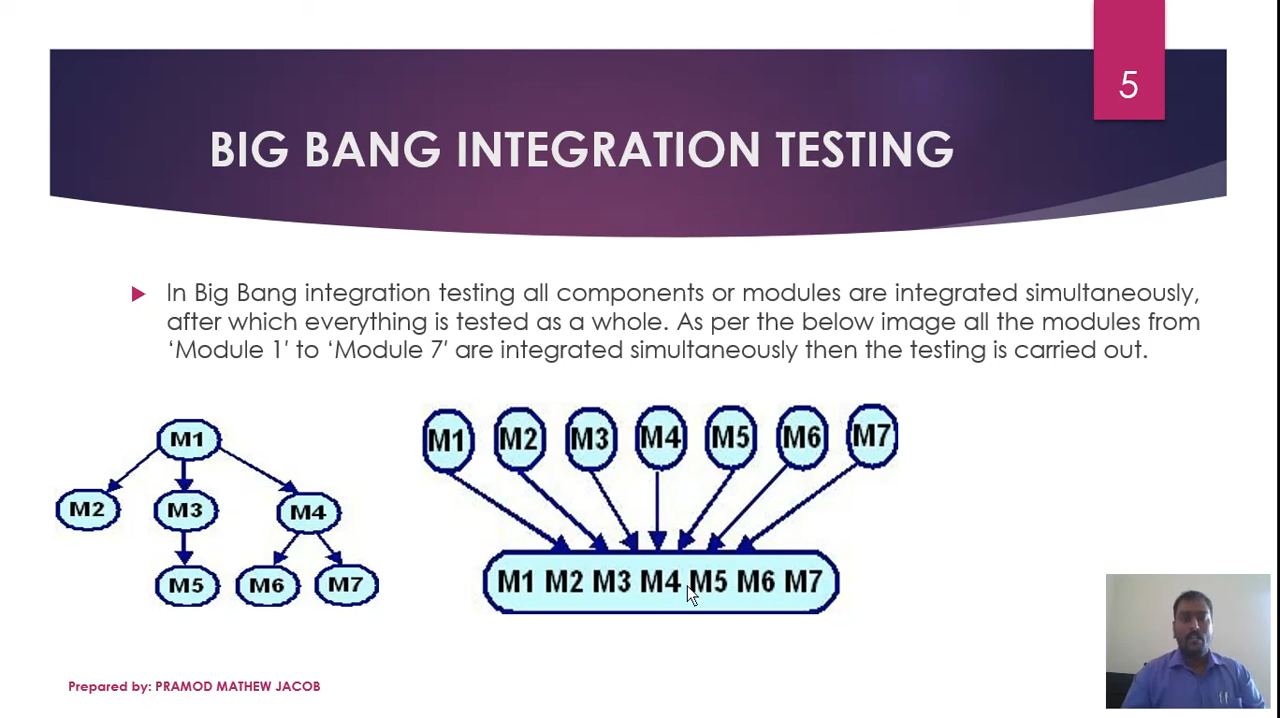 5
BIG BANG INTEGRATION TESTING
In Big Bang integration testing all components or modules are integrated simultaneously,
after which everything is tested as a whole. As per the below image all the modules from
‘Module 1′ to ‘Module 7′ are integrated simultaneously then the testing is carried out.
M1
M2 M3 M4
M5 M6 M7
M1 M2 M3 M4 M5 M6 M7
M1 M2 M3 M4 M5 M6 M7
Prepared by: PRAMOD MATHEW JACOB